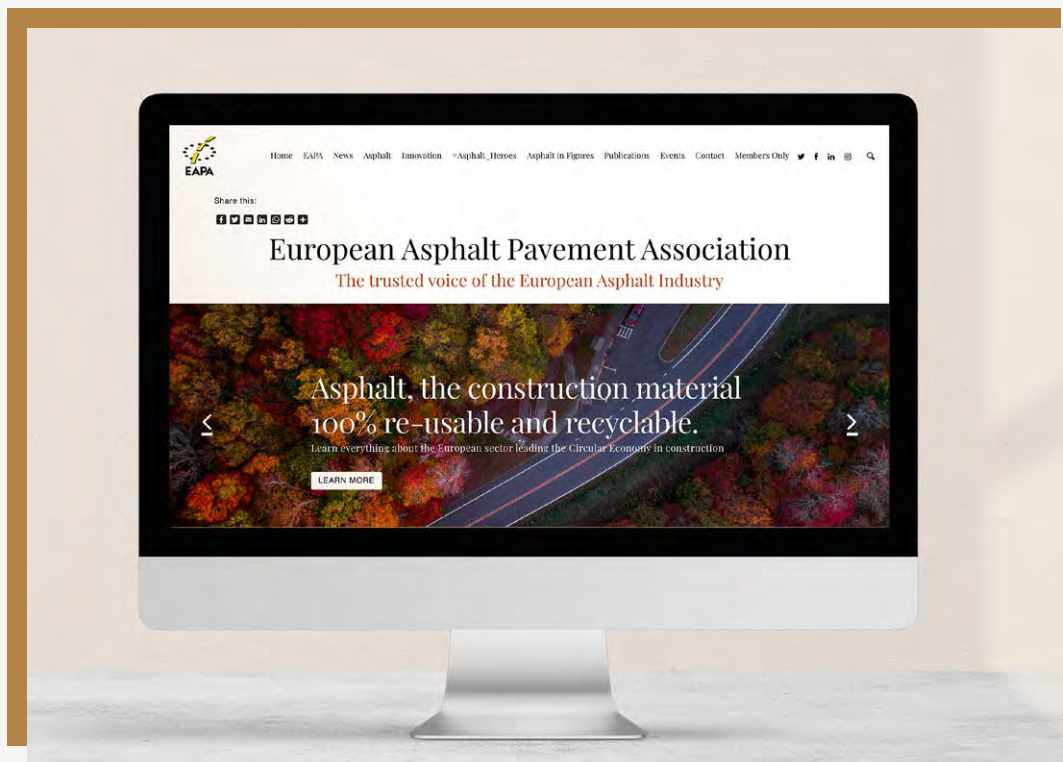 EAPA
Home EAPA News Asphalt Innovation #Asphalt_Heroes Asphalt in Figures Publications Events Contact Members Only
Share this:
European Asphalt Pavement Association
The trusted voice of the European Asphalt Industry
Asphalt, the construction material
100% re-usable and recyclable.
Learn everything about the European sector leading the Circular Economy in construction
LEARN MORE